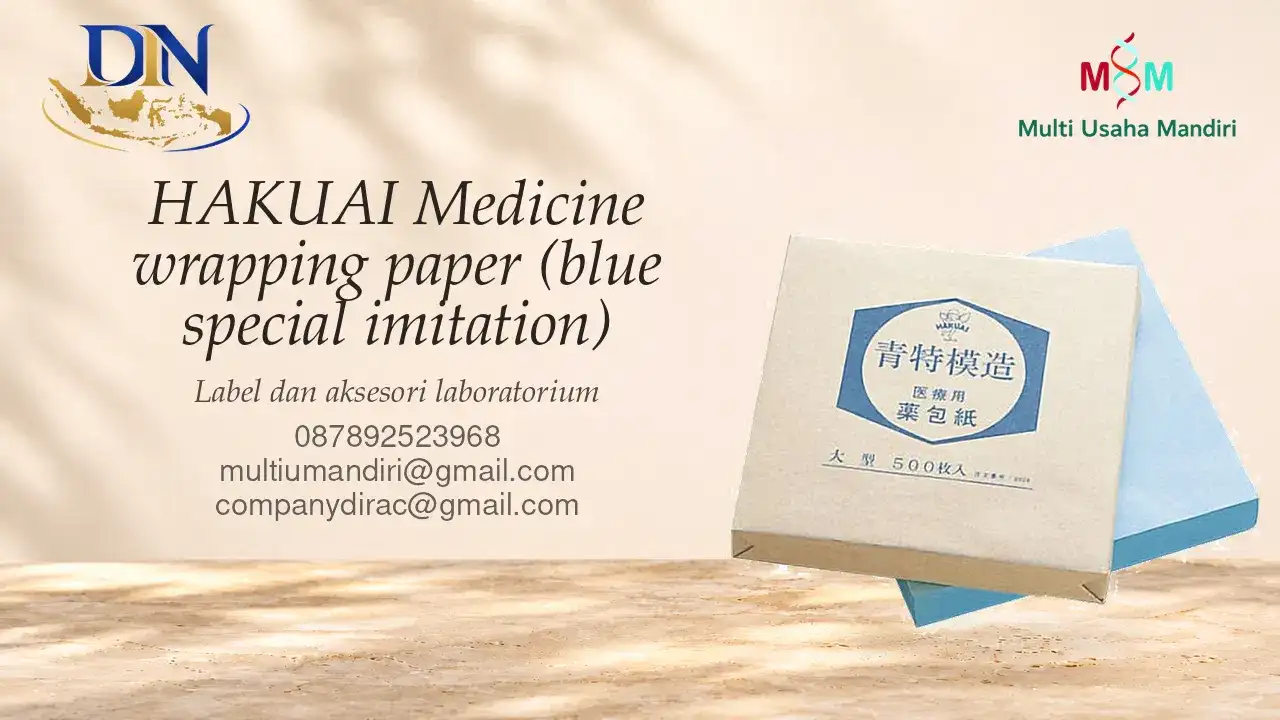 DIN
MSM
Multi Usaha Mandiri
HAKUAI Medicine
wrapping paper (blue
special imitation)
Label dan aksesori laboratorium
087892523968
multiumandiri@gmail.com
companydirac@gmail.com
HAKUAI
青特模造
医療用
薬包紙
大型 500枚入